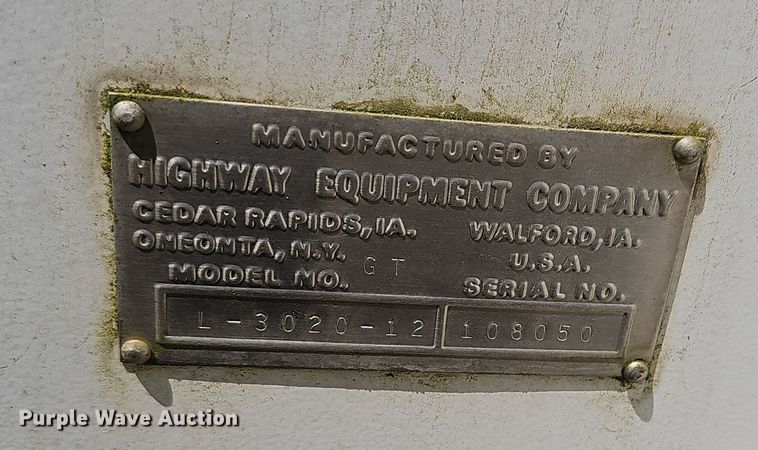 MANUFACTURED BY
HIGHWAY EQUIPMENT COMPANY
CEDAR RAPIDS, IA. WALFORD, IA.
ONEONTA, N.Y. U.S.A.
MODEL NO. GT SERIAL NO.
L-3020-12 108050
Purple Wave Auction